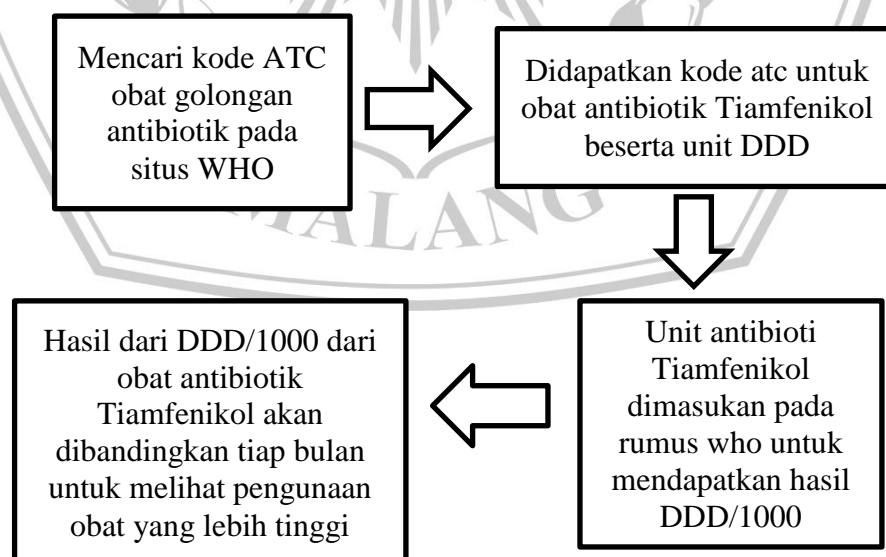 Mencari kode ATC
obat golongan
antibiotik pada
situs WHO
Didapatkan kode atc untuk
obat antibiotik Tiamfenikol
beserta unit DDD
Unit antibioti
Tiamfenikol
dimasukan pada
rumus who untuk
mendapatkan hasil
DDD/1000
Hasil dari DDD/1000 dari
obat antibiotik
Tiamfenikol akan
dibandingkan tiap bulan
untuk melihat pengunaan
obat yang lebih tinggi
MALANG